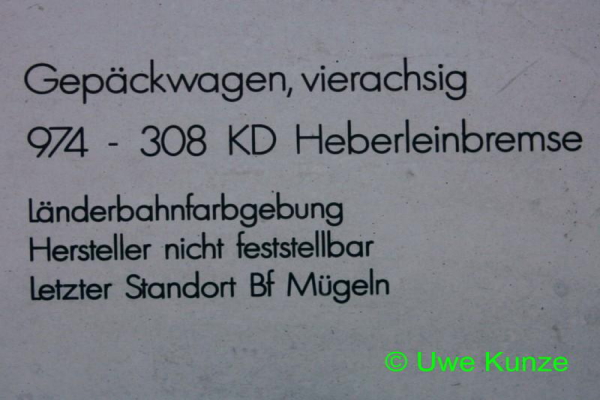 Gepäckwagen, vierachsig
974 - 308 KD Heberleinbremse
Länderbahnfarbgebung
Hersteller nicht feststellbar
Letzter Standort Bf Mügeln
© Uwe Kunze